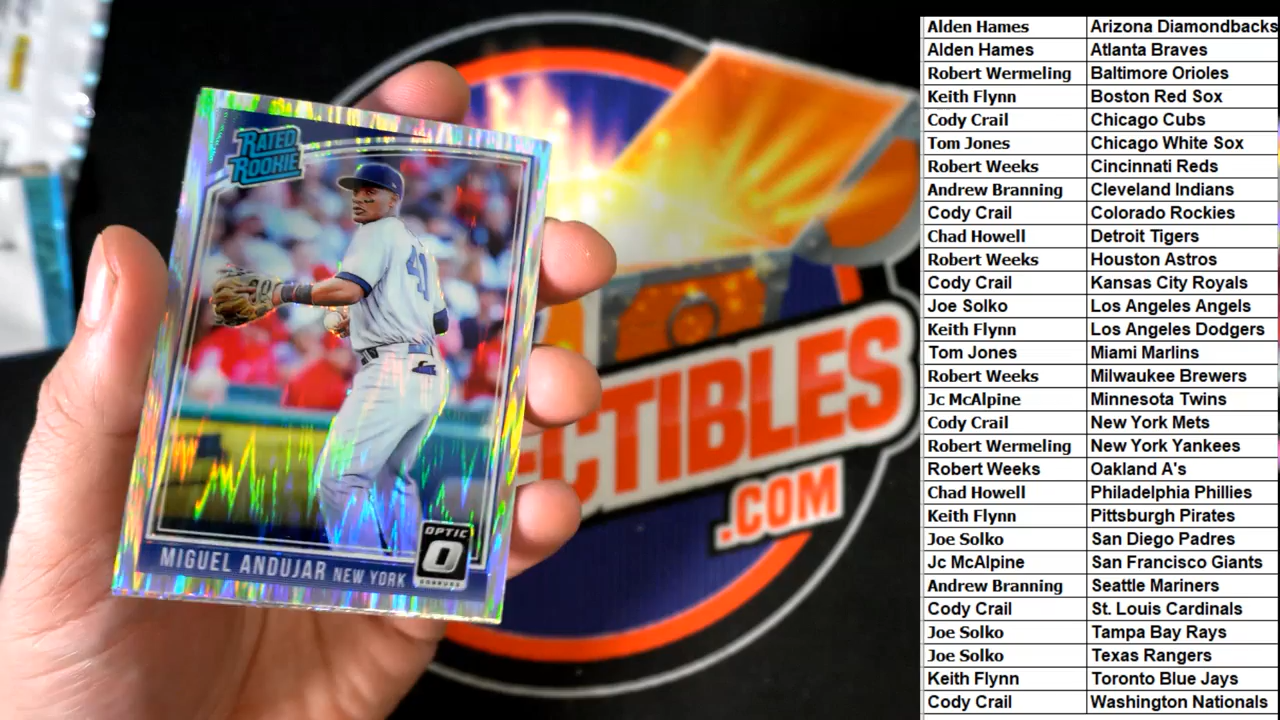 RATED
ROOKIE
41
MIGUEL ANDUJAR NEW YORK
OPTIC
O
DONRUSS
ECTIBLES
.COM
Alden Hames Arizona Diamondbacks
Alden Hames Atlanta Braves
Robert Wermeling Baltimore Orioles
Keith Flynn Boston Red Sox
Cody Crail Chicago Cubs
Tom Jones Chicago White Sox
Robert Weeks Cincinnati Reds
Andrew Branning Cleveland Indians
Cody Crail Colorado Rockies
Chad Howell Detroit Tigers
Robert Weeks Houston Astros
Cody Crail Kansas City Royals
Joe Solko Los Angeles Angels
Keith Flynn Los Angeles Dodgers
Tom Jones Miami Marlins
Robert Weeks Milwaukee Brewers
Jc McAlpine Minnesota Twins
Cody Crail New York Mets
Robert Wermeling New York Yankees
Robert Weeks Oakland A's
Chad Howell Philadelphia Phillies
Keith Flynn Pittsburgh Pirates
Joe Solko San Diego Padres
Jc McAlpine San Francisco Giants
Andrew Branning Seattle Mariners
Cody Crail St. Louis Cardinals
Joe Solko Tampa Bay Rays
Joe Solko Texas Rangers
Keith Flynn Toronto Blue Jays
Cody Crail Washington Nationals